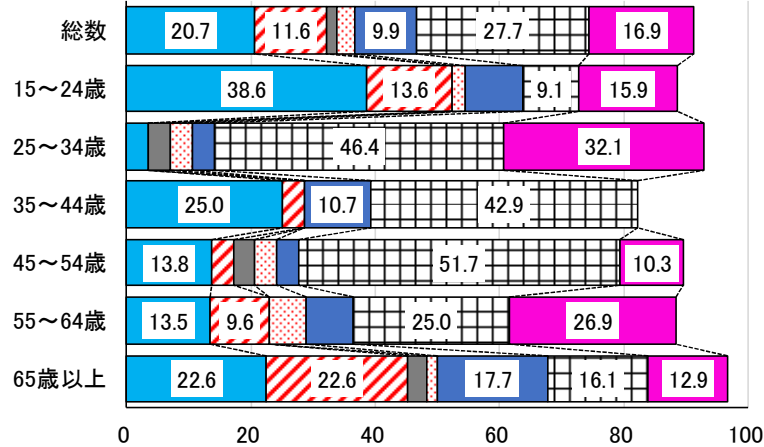 総数 20.7 11.6 9.9 27.7 16.9
15～24歳 38.6 13.6 9.1 15.9
25～34歳 46.4 32.1
35～44歳 25.0 10.7 42.9
45～54歳 13.8 51.7 10.3
55～64歳 13.5 9.6 25.0 26.9
65歳以上 22.6 22.6 17.7 16.1 12.9
0 20 40 60 80 100